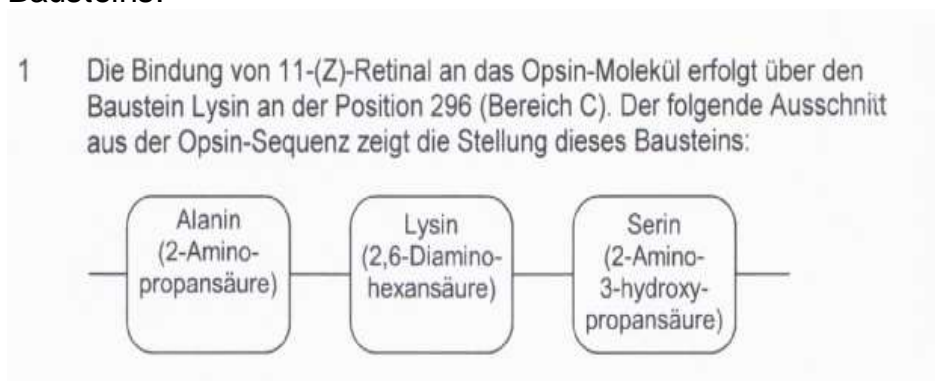 Bausteins:
1 Die Bindung von 11-(Z)-Retinal an das Opsin-Molekül erfolgt über den
Baustein Lysin an der Position 296 (Bereich C). Der folgende Ausschnitt
aus der Opsin-Sequenz zeigt die Stellung dieses Bausteins:
Alanin
(2-Amino-
propansäure)
Lysin
(2,6-Diamino-
hexansäure)
Serin
(2-Amino-
3-hydroxy-
propansäure)